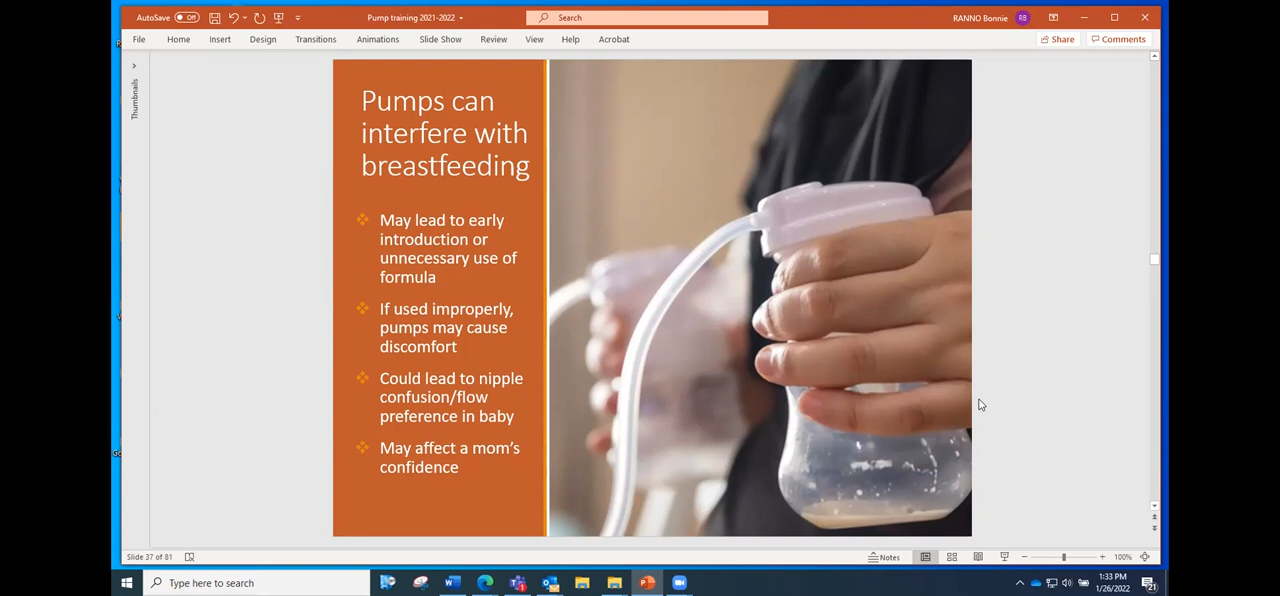 AutoSave Off
Pump training 2021-2022
Search
RANNO Bonnie RB
File Home Insert Design Transitions Animations Slide Show Review View Help Acrobat
Share Comments
Thumbnails
Pumps can
interfere with
breastfeeding
May lead to early
introduction or
unnecessary use of
formula
If used improperly,
pumps may cause
discomfort
Could lead to nipple
confusion/flow
preference in baby
May affect a mom's
confidence
Slide 37 of 81
Notes
100%
Type here to search
1:33 PM
1/26/2022
21